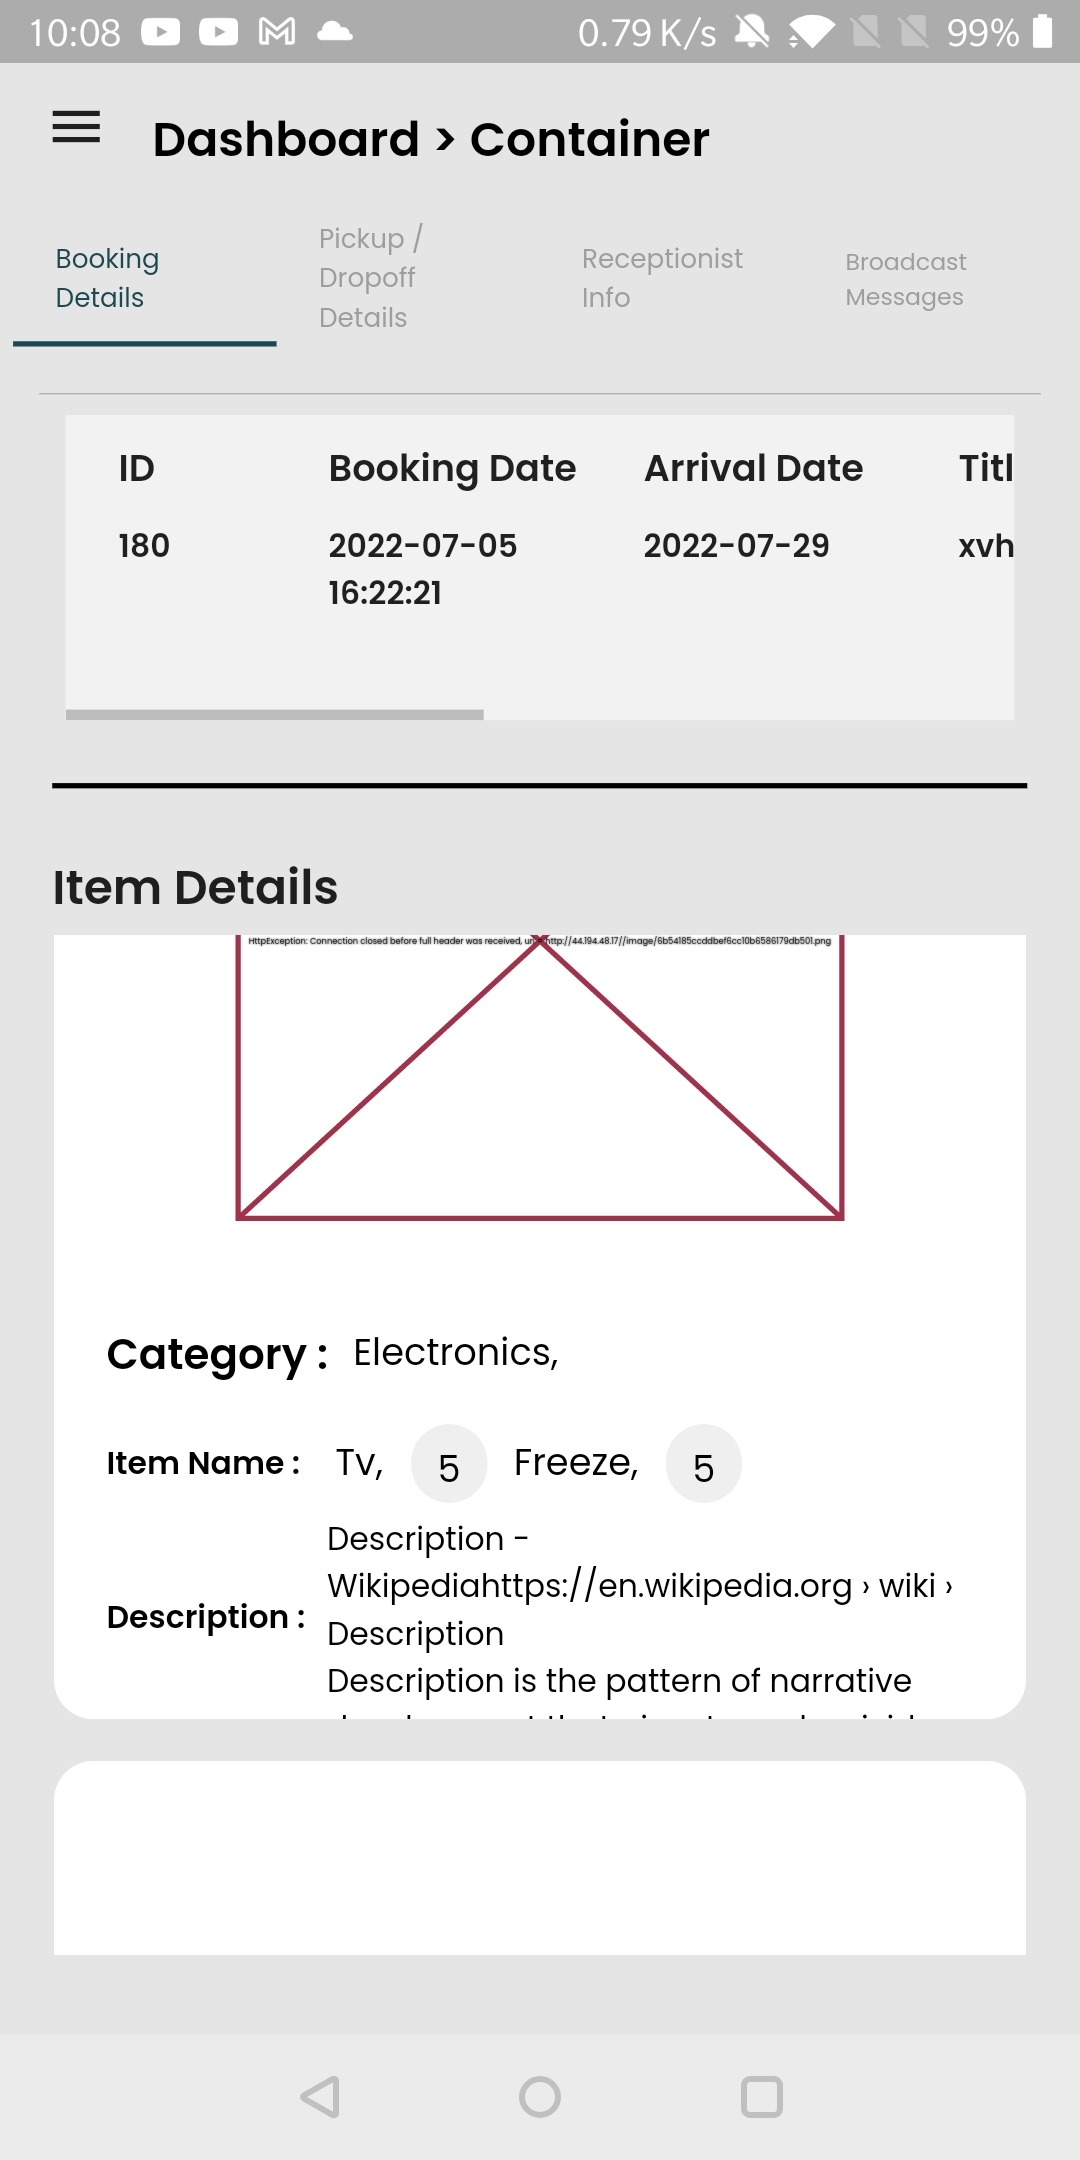 10:08 0.79 K/s 99%
Dashboard > Container
Booking Details
Pickup / Dropoff Details
Receptionist Info
Broadcast Messages
ID Booking Date Arrival Date Titl
180 2022-07-05 2022-07-29 xvh
16:22:21
Item Details
HttpException: Connection closed before full header was received, uri = http://44.194.48.17//image/6b54185ccddbef6cc10b6586179db501.png
Category : Electronics,
Item Name : Tv, 5 Freeze, 5
Description :
Description -
Wikipediahttps://en.wikipedia.org › wiki ›
Description
Description is the pattern of narrative